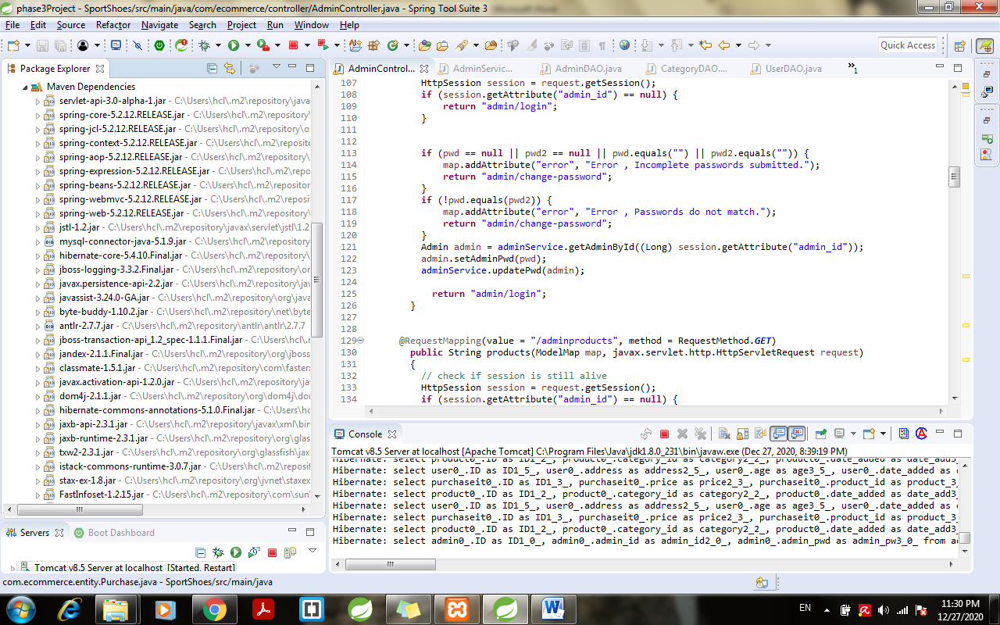 phase3Project - SportShoes/src/main/java/com/ecommerce/controller/AdminController.java - Spring Tool Suite 3
File Edit Source Refactor Navigate Search Project Run Window Help
Quick Access
Package Explorer
Maven Dependencies
servlet-api-3.0-alpha-1.jar - C:\Users\hcl\.m2\repository\java
spring-core-5.2.12.RELEASE.jar - C:\Users\hcl\.m2\repository\
spring-jcl-5.2.12.RELEASE.jar - C:\Users\hcl\.m2\repository\o
spring-context-5.2.12.RELEASE.jar - C:\Users\hcl\.m2\reposito
spring-aop-5.2.12.RELEASE.jar - C:\Users\hcl\.m2\repository\
spring-expression-5.2.12.RELEASE.jar - C:\Users\hcl\.m2\repos
spring-beans-5.2.12.RELEASE.jar - C:\Users\hcl\.m2\repositor
spring-webmvc-5.2.12.RELEASE.jar - C:\Users\hcl\.m2\reposit
spring-web-5.2.12.RELEASE.jar - C:\Users\hcl\.m2\repository\
jstl-1.2.jar - C:\Users\hcl\.m2\repository\javax\servlet\jstl\1.2
mysql-connector-java-5.1.9.jar - C:\Users\hcl\.m2\repository
hibernate-core-5.4.10.Final.jar - C:\Users\hcl\.m2\repository\
jboss-logging-3.3.2.Final.jar - C:\Users\hcl\.m2\repository\or
javax.persistence-api-2.2.jar - C:\Users\hcl\.m2\repository\ja
javassist-3.24.0-GA.jar - C:\Users\hcl\.m2\repository\org\java
byte-buddy-1.10.2.jar - C:\Users\hcl\.m2\repository\net\byte
antlr-2.7.7.jar - C:\Users\hcl\.m2\repository\antlr\antlr\2.7.7
jboss-transaction-api_1.2_spec-1.1.1.Final.jar - C:\Users\hcl\.
jandex-2.1.1.Final.jar - C:\Users\hcl\.m2\repository\org\jboss
classmate-1.5.1.jar - C:\Users\hcl\.m2\repository\com\fasterx
javax.activation-api-1.2.0.jar - C:\Users\hcl\.m2\repository\jav
dom4j-2.1.1.jar - C:\Users\hcl\.m2\repository\org\dom4j\dom
hibernate-commons-annotations-5.1.0.Final.jar - C:\Users\h
jaxb-api-2.3.1.jar - C:\Users\hcl\.m2\repository\javax\xml\bin
jaxb-runtime-2.3.1.jar - C:\Users\hcl\.m2\repository\org\glas
txw2-2.3.1.jar - C:\Users\hcl\.m2\repository\org\glassfish\jax
istack-commons-runtime-3.0.7.jar - C:\Users\hcl\.m2\reposito
stax-ex-1.8.jar - C:\Users\hcl\.m2\repository\org\jvnet\staxex
FastInfoset-1.2.15.jar - C:\Users\hcl\.m2\repository\com\sun
Servers Boot Dashboard
Tomcat v8.5 Server at localhost [Started, Restart]
AdminControl... AdminServic... AdminDAO.java CategoryDAO.... UserDAO.java »1
107 HttpSession session = request.getSession();
108 if (session.getAttribute("admin_id") == null) {
109 return "admin/login";
110 }
111
112
113 if (pwd == null || pwd2 == null || pwd.equals("") || pwd2.equals("")) {
114 map.addAttribute("error", "Error , Incomplete passwords submitted.");
115 return "admin/change-password";
116 }
117 if (!pwd.equals(pwd2)) {
118 map.addAttribute("error", "Error , Passwords do not match.");
119 return "admin/change-password";
120 }
121 Admin admin = adminService.getAdminById((Long) session.getAttribute("admin_id"));
122 admin.setAdminPwd(pwd);
123 adminService.updatePwd(admin);
124
125 return "admin/login";
126 }
127
128
129 @RequestMapping(value = "/adminproducts", method = RequestMethod.GET)
130 public String products(ModelMap map, javax.servlet.http.HttpServletRequest request)
131 {
132 // check if session is still alive
133 HttpSession session = request.getSession();
134 if (session.getAttribute("admin_id") == null) {
Console
Tomcat v8.5 Server at localhost [Apache Tomcat] C:\Program Files\Java\jdk1.8.0_231\bin\javaw.exe (Dec 27, 2020, 8:39:19 PM)
Hibernate: select product0_.ID as ID1_2_, product0_.category_id as category2_2_, product0_.date_added as date_add3
Hibernate: select user0_.ID as ID1_5_, user0_.address as address2_5_, user0_.age as age3_5_, user0_.date_added as
Hibernate: select purchaseit0_.ID as ID1_3_, purchaseit0_.price as price2_3_, purchaseit0_.product_id as product_3_
Hibernate: select product0_.ID as ID1_2_, product0_.category_id as category2_2_, product0_.date_added as date_add3_
Hibernate: select user0_.ID as ID1_5_, user0_.address as address2_5_, user0_.age as age3_5_, user0_.date_added as
Hibernate: select purchaseit0_.ID as ID1_3_, purchaseit0_.price as price2_3_, purchaseit0_.product_id as product_3_
Hibernate: select product0_.ID as ID1_2_, product0_.category_id as category2_2_, product0_.date_added as date_add3_
Hibernate: select admin0_.ID as ID1_0_, admin0_.admin_id as admin_id2_0_, admin0_.admin_pwd as admin_pw3_0_ from
com.ecommerce.entity.Purchase.java - SportShoes/src/main/java
EN
11:30 PM
12/27/2020